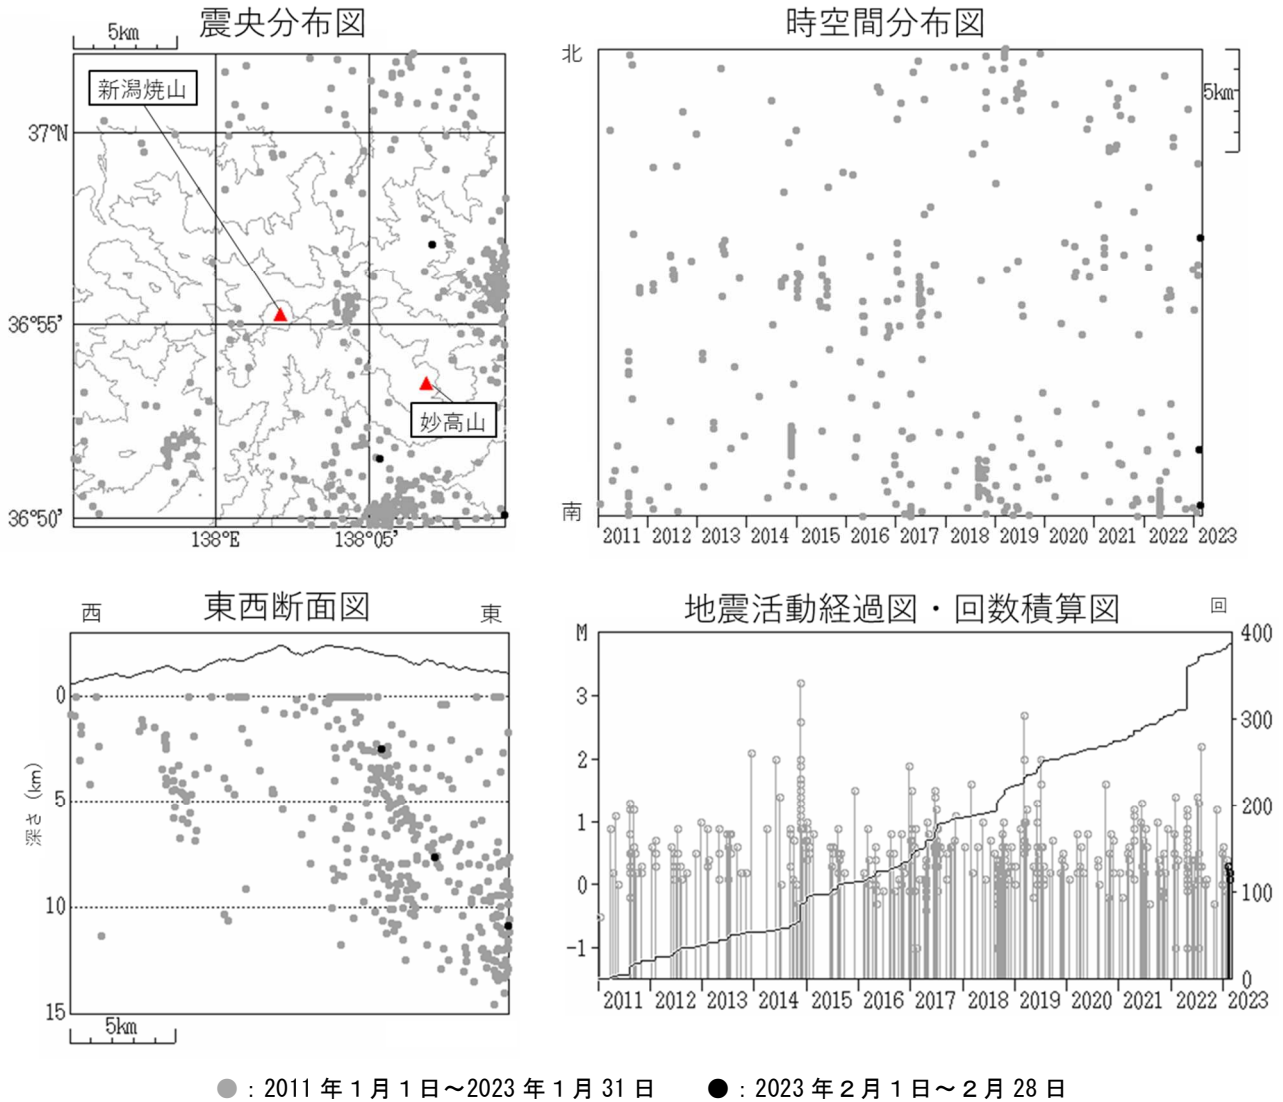 震央分布図
5km
新潟焼山
37°N
36°55′
妙高山
36°50′
138°E
138°05′
時空間分布図
北
5km
南
2011 2012 2013 2014 2015 2016 2017 2018 2019 2020 2021 2022 2023
東西断面図
西
東
0
5
10
15
深さ（km）
5km
地震活動経過図・回数積算図
M
回
3
2
1
0
-1
400
300
200
100
0
2011 2012 2013 2014 2015 2016 2017 2018 2019 2020 2021 2022 2023
●：2011年１月１日～2023年１月31日
●：2023年２月１日～２月28日